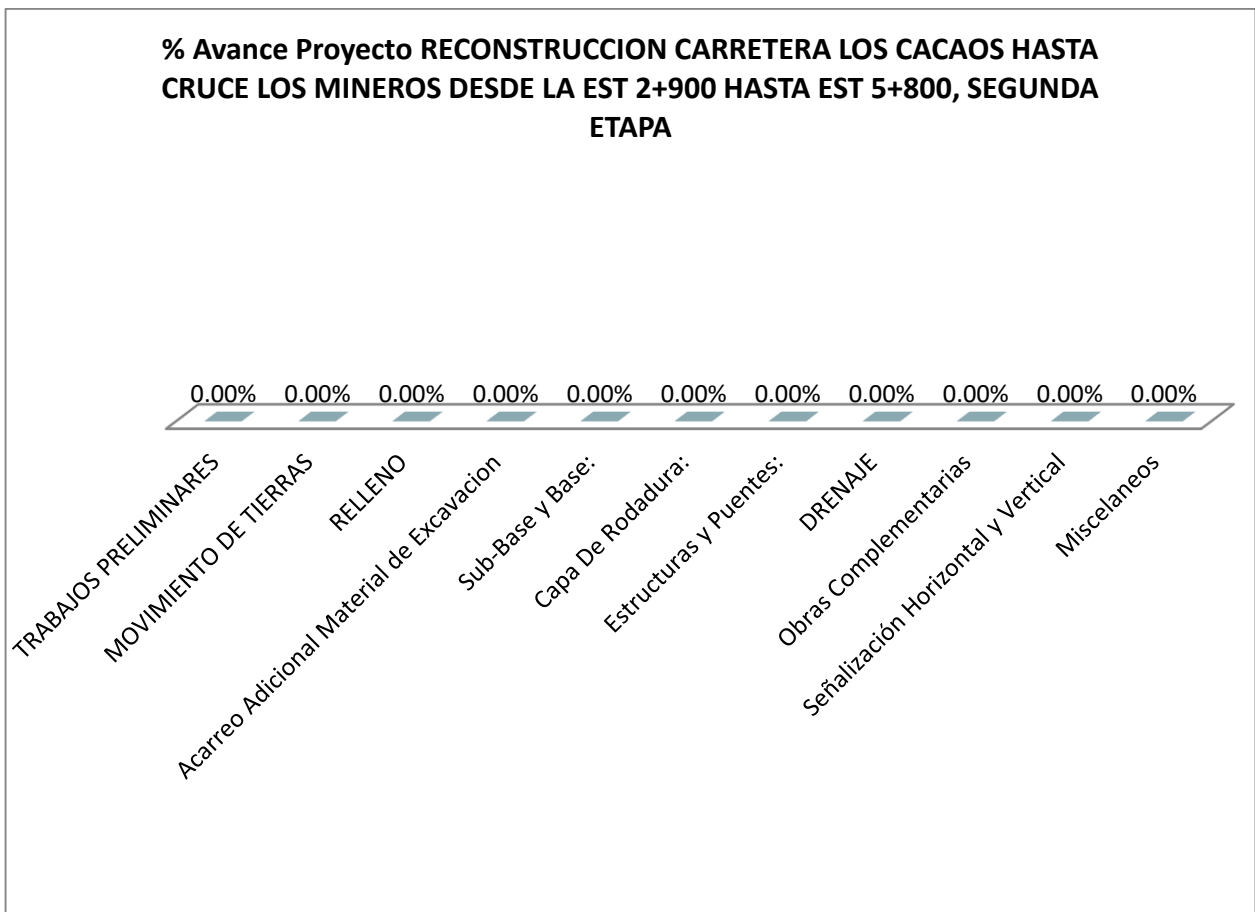 % Avance Proyecto RECONSTRUCCION CARRETERA LOS CACAOS HASTA
CRUCE LOS MINEROS DESDE LA EST 2+900 HASTA EST 5+800, SEGUNDA
ETAPA
0.00% 0.00% 0.00% 0.00% 0.00% 0.00% 0.00% 0.00% 0.00% 0.00% 0.00%
TRABAJOS PRELIMINARES
MOVIMIENTO DE TIERRAS
RELLENO
Acarreo Adicional Material de Excavacion
Sub-Base y Base:
Capa De Rodadura:
Estructuras y Puentes:
DRENAJE
Obras Complementarias
Señalización Horizontal y Vertical
Miscelaneos